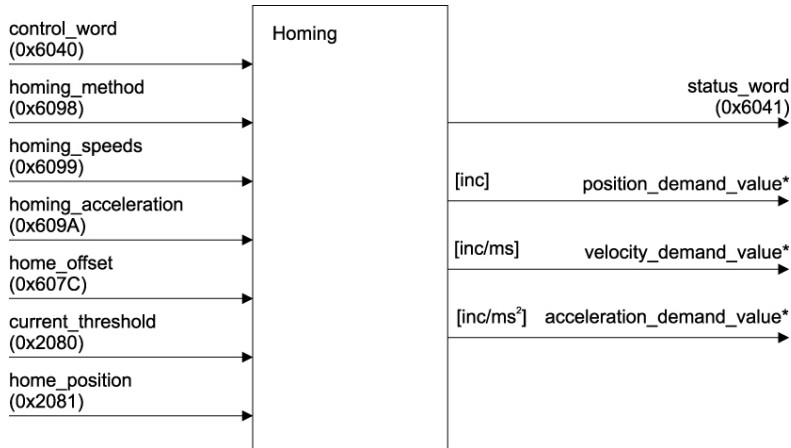 control_word
(0x6040)
homing_method
(0x6098)
homing_speeds
(0x6099)
homing_acceleration
(0x609A)
home_offset
(0x607C)
current_threshold
(0x2080)
home_position
(0x2081)
Homing
status_word
(0x6041)
[inc] position_demand_value*
[inc/ms] velocity_demand_value*
[inc/ms²] acceleration_demand_value*